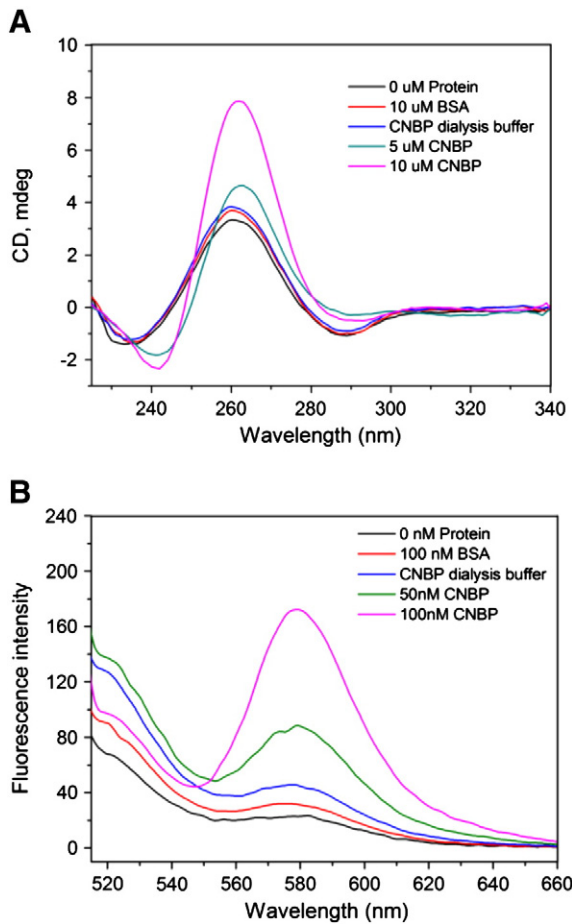 A
10
8
6
4
2
0
-2
CD, mdeg
0 uM Protein
10 uM BSA
CNBP dialysis buffer
5 uM CNBP
10 uM CNBP
240 260 280 300 320 340
Wavelength (nm)
B
240
200
160
120
80
40
0
Fluorescence intensity
0 nM Protein
100 nM BSA
CNBP dialysis buffer
50nM CNBP
100nM CNBP
520 540 560 580 600 620 640 660
Wavelength (nm)